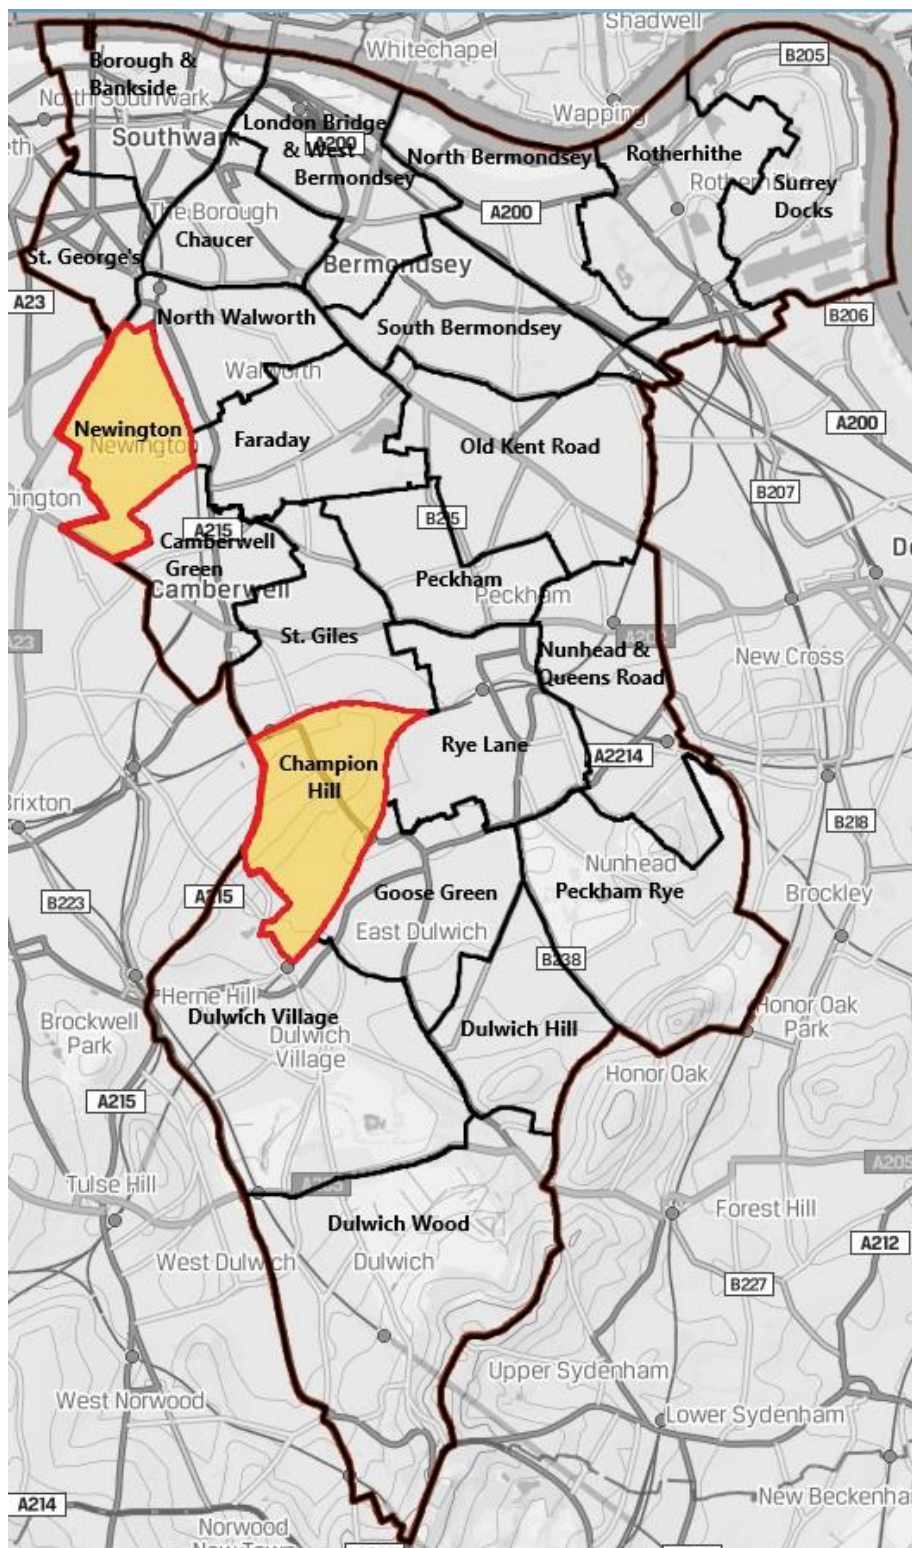 Shadwell
Whitechapel
B205
Borough &
Bankside
North Southwark
Wapping
Southwark
London Bridge
A200
& West
Bermondsey
North Bermondsey
Rotherhithe
Surrey
Docks
A200
The Borough
Chaucer
St. George's
Bermondsey
A23
North Walworth
South Bermondsey
B206
Walworth
Newington
Newington
Faraday
Old Kent Road
A200
B207
A215
B215
Camberwell
Green
Camberwell
Peckham
Peckham
St. Giles
Nunhead &
Queens Road
New Cross
Rye Lane
A2214
Champion
Hill
Brixton
B218
Nunhead
Peckham Rye
Brockley
Goose Green
A215
B223
East Dulwich
B238
Herne Hill
Dulwich Village
Dulwich
Village
Dulwich Hill
Honor Oak
Park
Brockwell
Park
Honor Oak
A215
A205
Tulse Hill
Forest Hill
Dulwich Wood
A212
West Dulwich
Dulwich
B227
Upper Sydenham
West Norwood
Lower Sydenham
A214
New Beckenha
Norwood
New Town